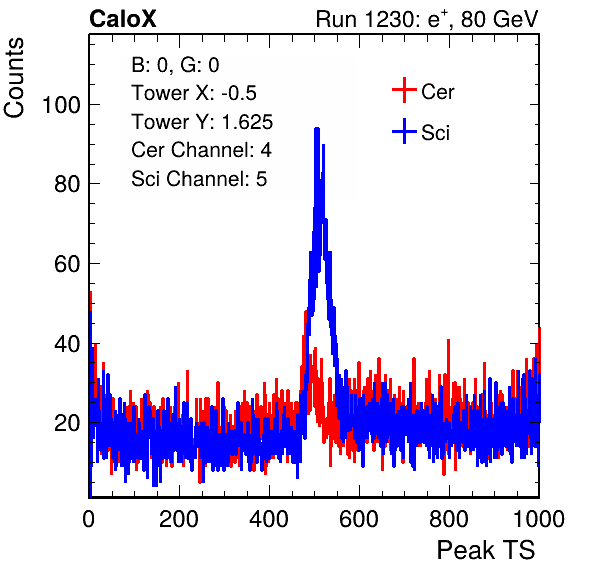 CaloX Run 1230: e⁺, 80 GeV
Counts
B: 0, G: 0
Tower X: -0.5
Tower Y: 1.625
Cer Channel: 4
Sci Channel: 5
Cer
Sci
100
80
60
40
20
0 200 400 600 800 1000
Peak TS